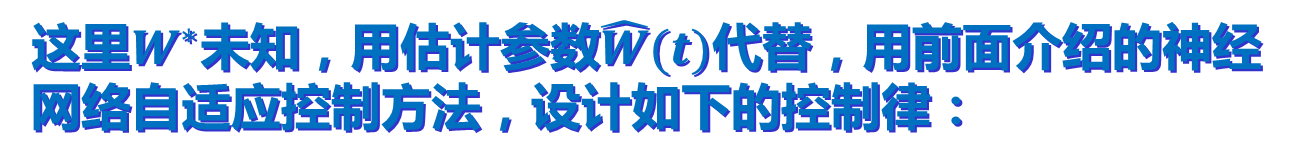 这里W*未知，用估计参数Ŵ(t)代替，用前面介绍的神经
网络自适应控制方法，设计如下的控制律：